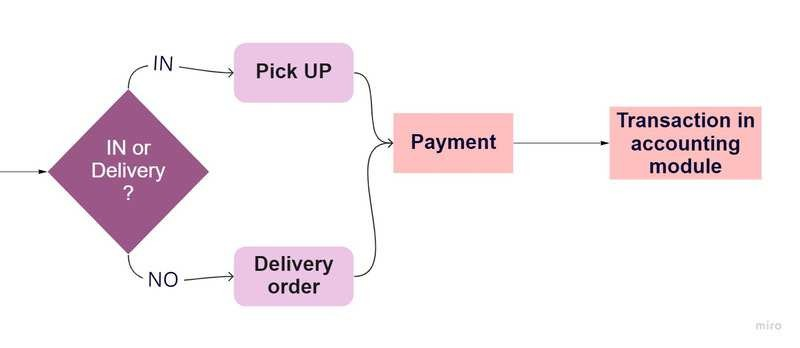 IN
Pick UP
IN or
Delivery
?
Payment
Transaction in
accounting
module
NO
Delivery
order
miro